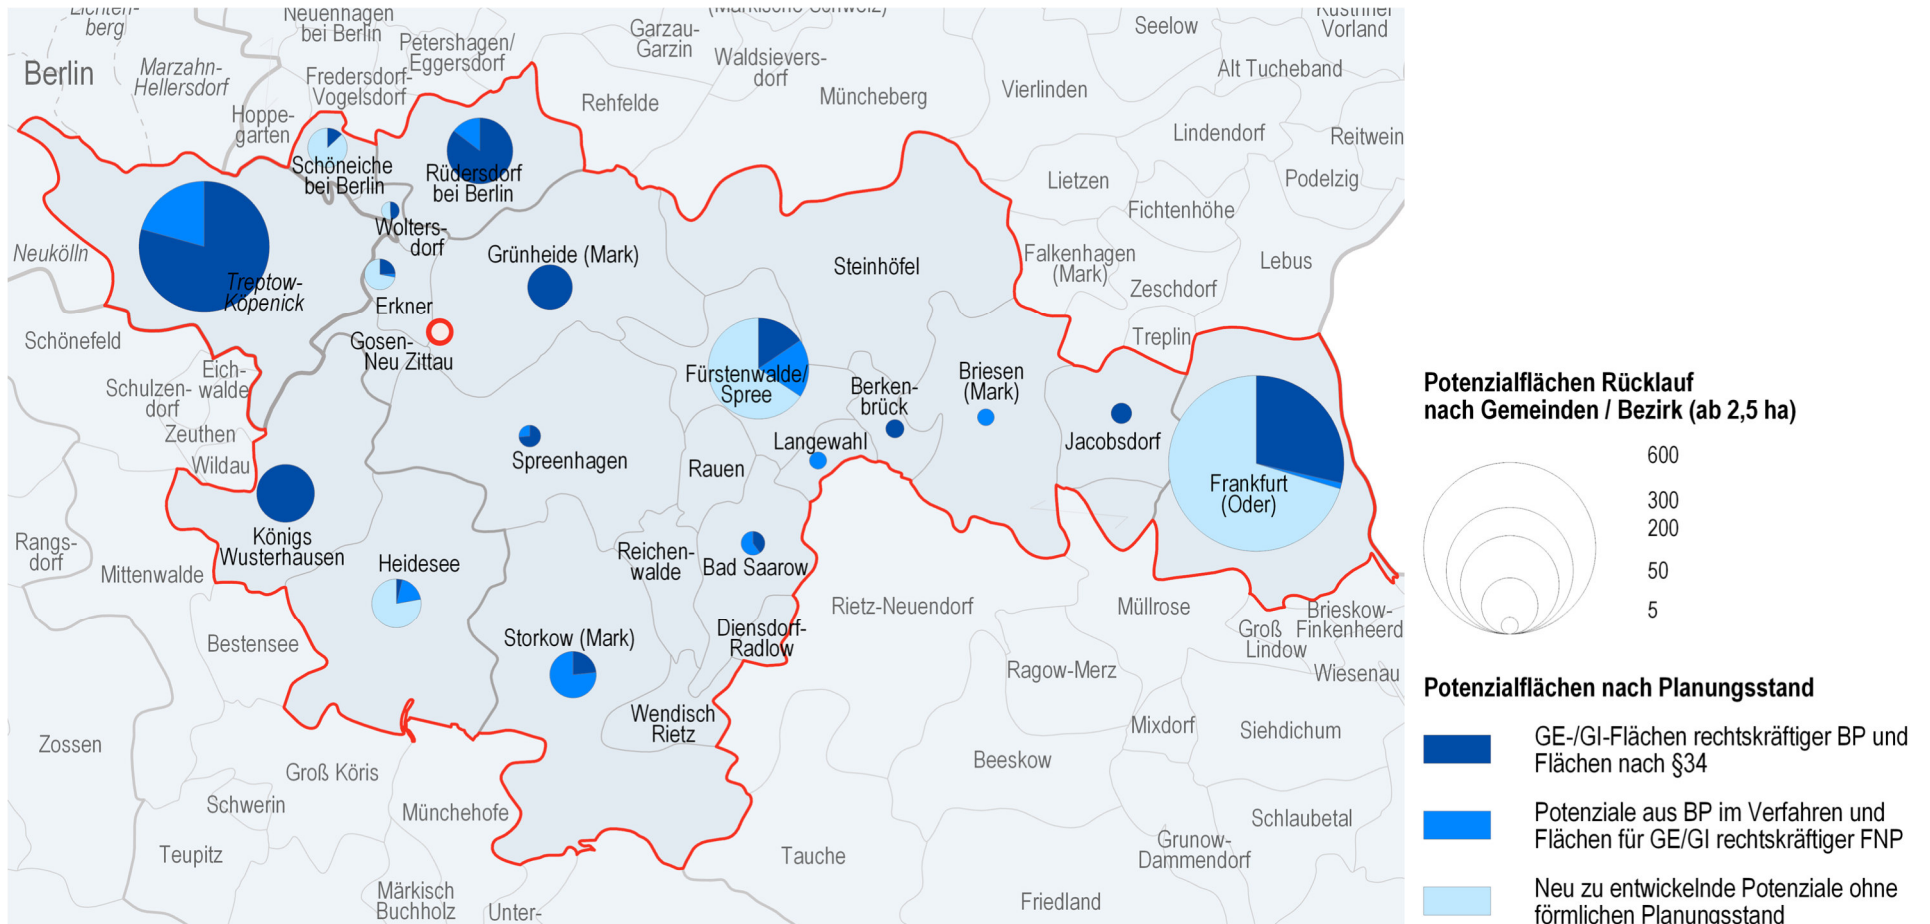 Lichten-
berg
Neuenhagen
bei Berlin
(Märkische Schweiz)
Küstriner
Vorland
Garzau-
Garzin
Seelow
Petershagen/
Eggersdorf
Berlin
Marzahn-
Hellersdorf
Waldsievers-
dorf
Alt Tucheband
Fredersdorf-
Vogelsdorf
Rehfelde
Müncheberg
Vierlinden
Hoppe-
garten
Lindendorf
Reitwein
Schöneiche
bei Berlin
Rüdersdorf
bei Berlin
Lietzen
Podelzig
Fichtenhöhe
Wolters-
dorf
Neukölln
Grünheide (Mark)
Steinhöfel
Falkenhagen
(Mark)
Lebus
Treptow-
Köpenick
Zeschdorf
Erkner
Schönefeld
Gosen-
Neu Zittau
Treplin
Eich-
walde
Schulzen-
dorf
Fürstenwalde/
Spree
Briesen
(Mark)
Berken-
brück
Zeuthen
Langewahl
Jacobsdorf
Wildau
Spreenhagen
Rauen
Frankfurt
(Oder)
Königs
Wusterhausen
Rangs-
dorf
Mittenwalde
Heidesee
Reichen-
walde
Bad Saarow
Rietz-Neuendorf
Müllrose
Brieskow-
Finkenheerd
Groß
Lindow
Bestensee
Storkow (Mark)
Diensdorf-
Radlow
Ragow-Merz
Wiesenau
Wendisch
Rietz
Mixdorf
Siehdichum
Zossen
Beeskow
Groß Köris
Schwerin
Münchehofe
Schlaubetal
Teupitz
Tauche
Grunow-
Dammendorf
Märkisch
Buchholz
Unter-
Friedland
Potenzialflächen Rücklauf
nach Gemeinden / Bezirk (ab 2,5 ha)
600
300
200
50
5
Potenzialflächen nach Planungsstand
GE-/GI-Flächen rechtskräftiger BP und
Flächen nach §34
Potenziale aus BP im Verfahren und
Flächen für GE/GI rechtskräftiger FNP
Neu zu entwickelnde Potenziale ohne
förmlichen Planungsstand